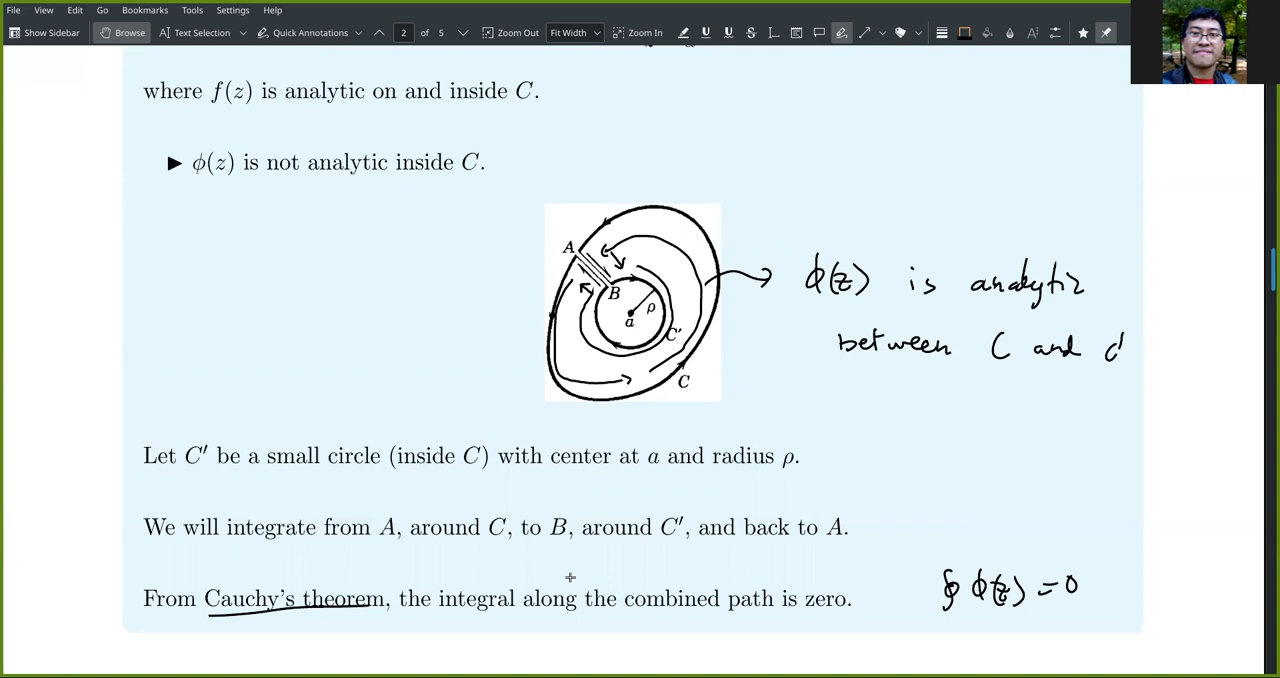 File View Edit Go Bookmarks Tools Settings Help
Show Sidebar Browse Text Selection Quick Annotations 2 of 5 Zoom Out Fit Width Zoom In
where f(z) is analytic on and inside C.
► ϕ(z) is not analytic inside C.
A
B
ρ
a
C′
C
ϕ(z) is analytic
between C and C'
Let C′ be a small circle (inside C) with center at a and radius ρ.
We will integrate from A, around C, to B, around C′, and back to A.
From Cauchy's theorem, the integral along the combined path is zero.
∮ ϕ(z) = 0